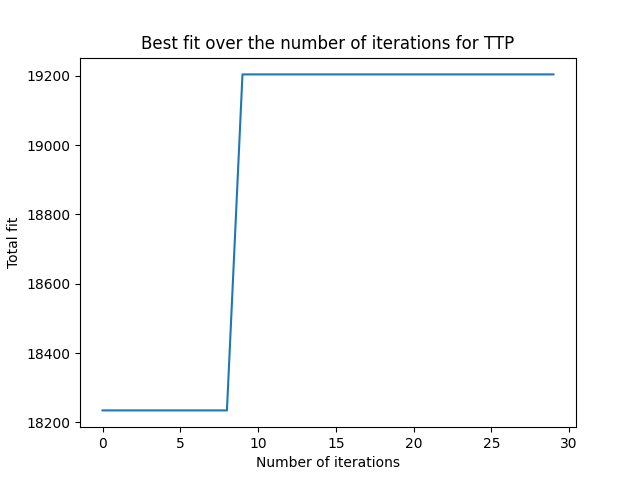 Best fit over the number of iterations for TTP
19200
19000
18800
18600
18400
18200
Total fit
0 5 10 15 20 25 30
Number of iterations